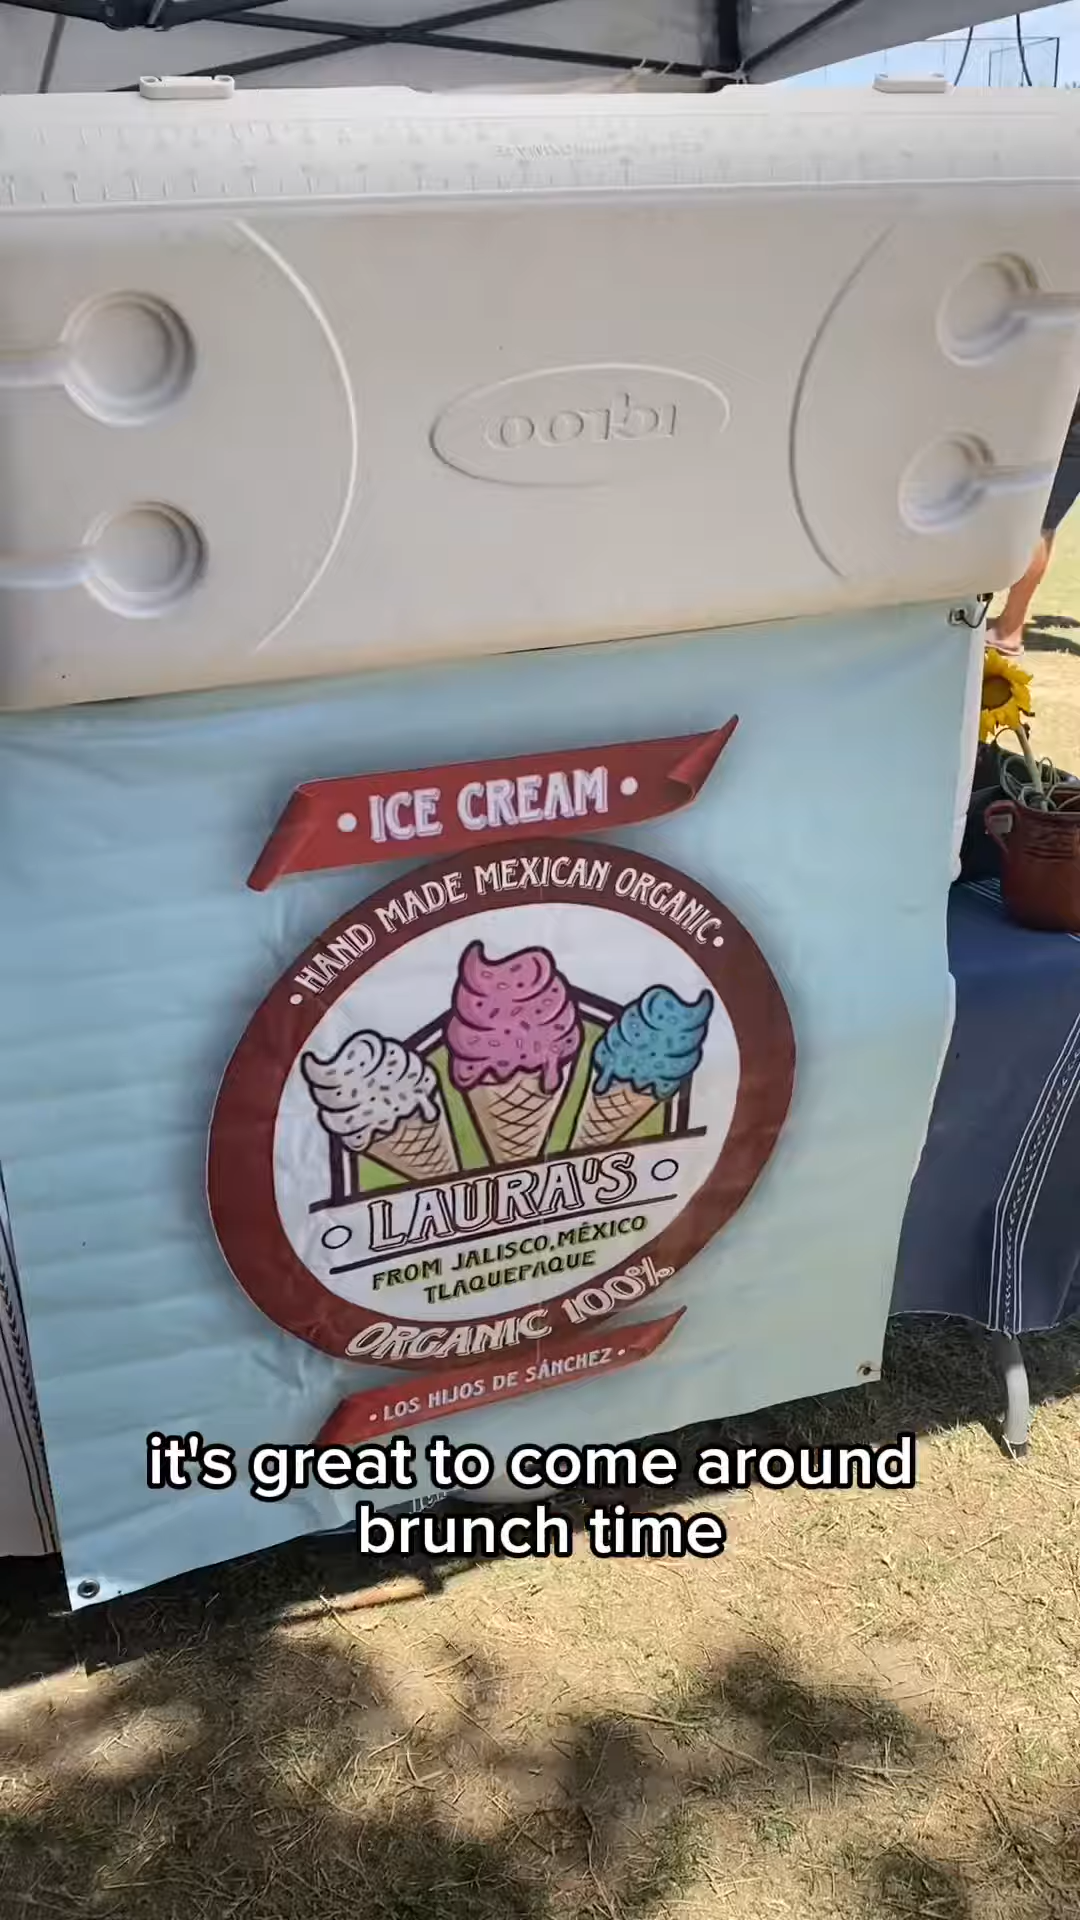 Igloo
• ICE CREAM •
• HAND MADE MEXICAN ORGANIC •
LAURA'S
FROM JALISCO, MÉXICO
TLAQUEPAQUE
ORGANIC 100%
• LOS HIJOS DE SÁNCHEZ •
it's great to come around
brunch time